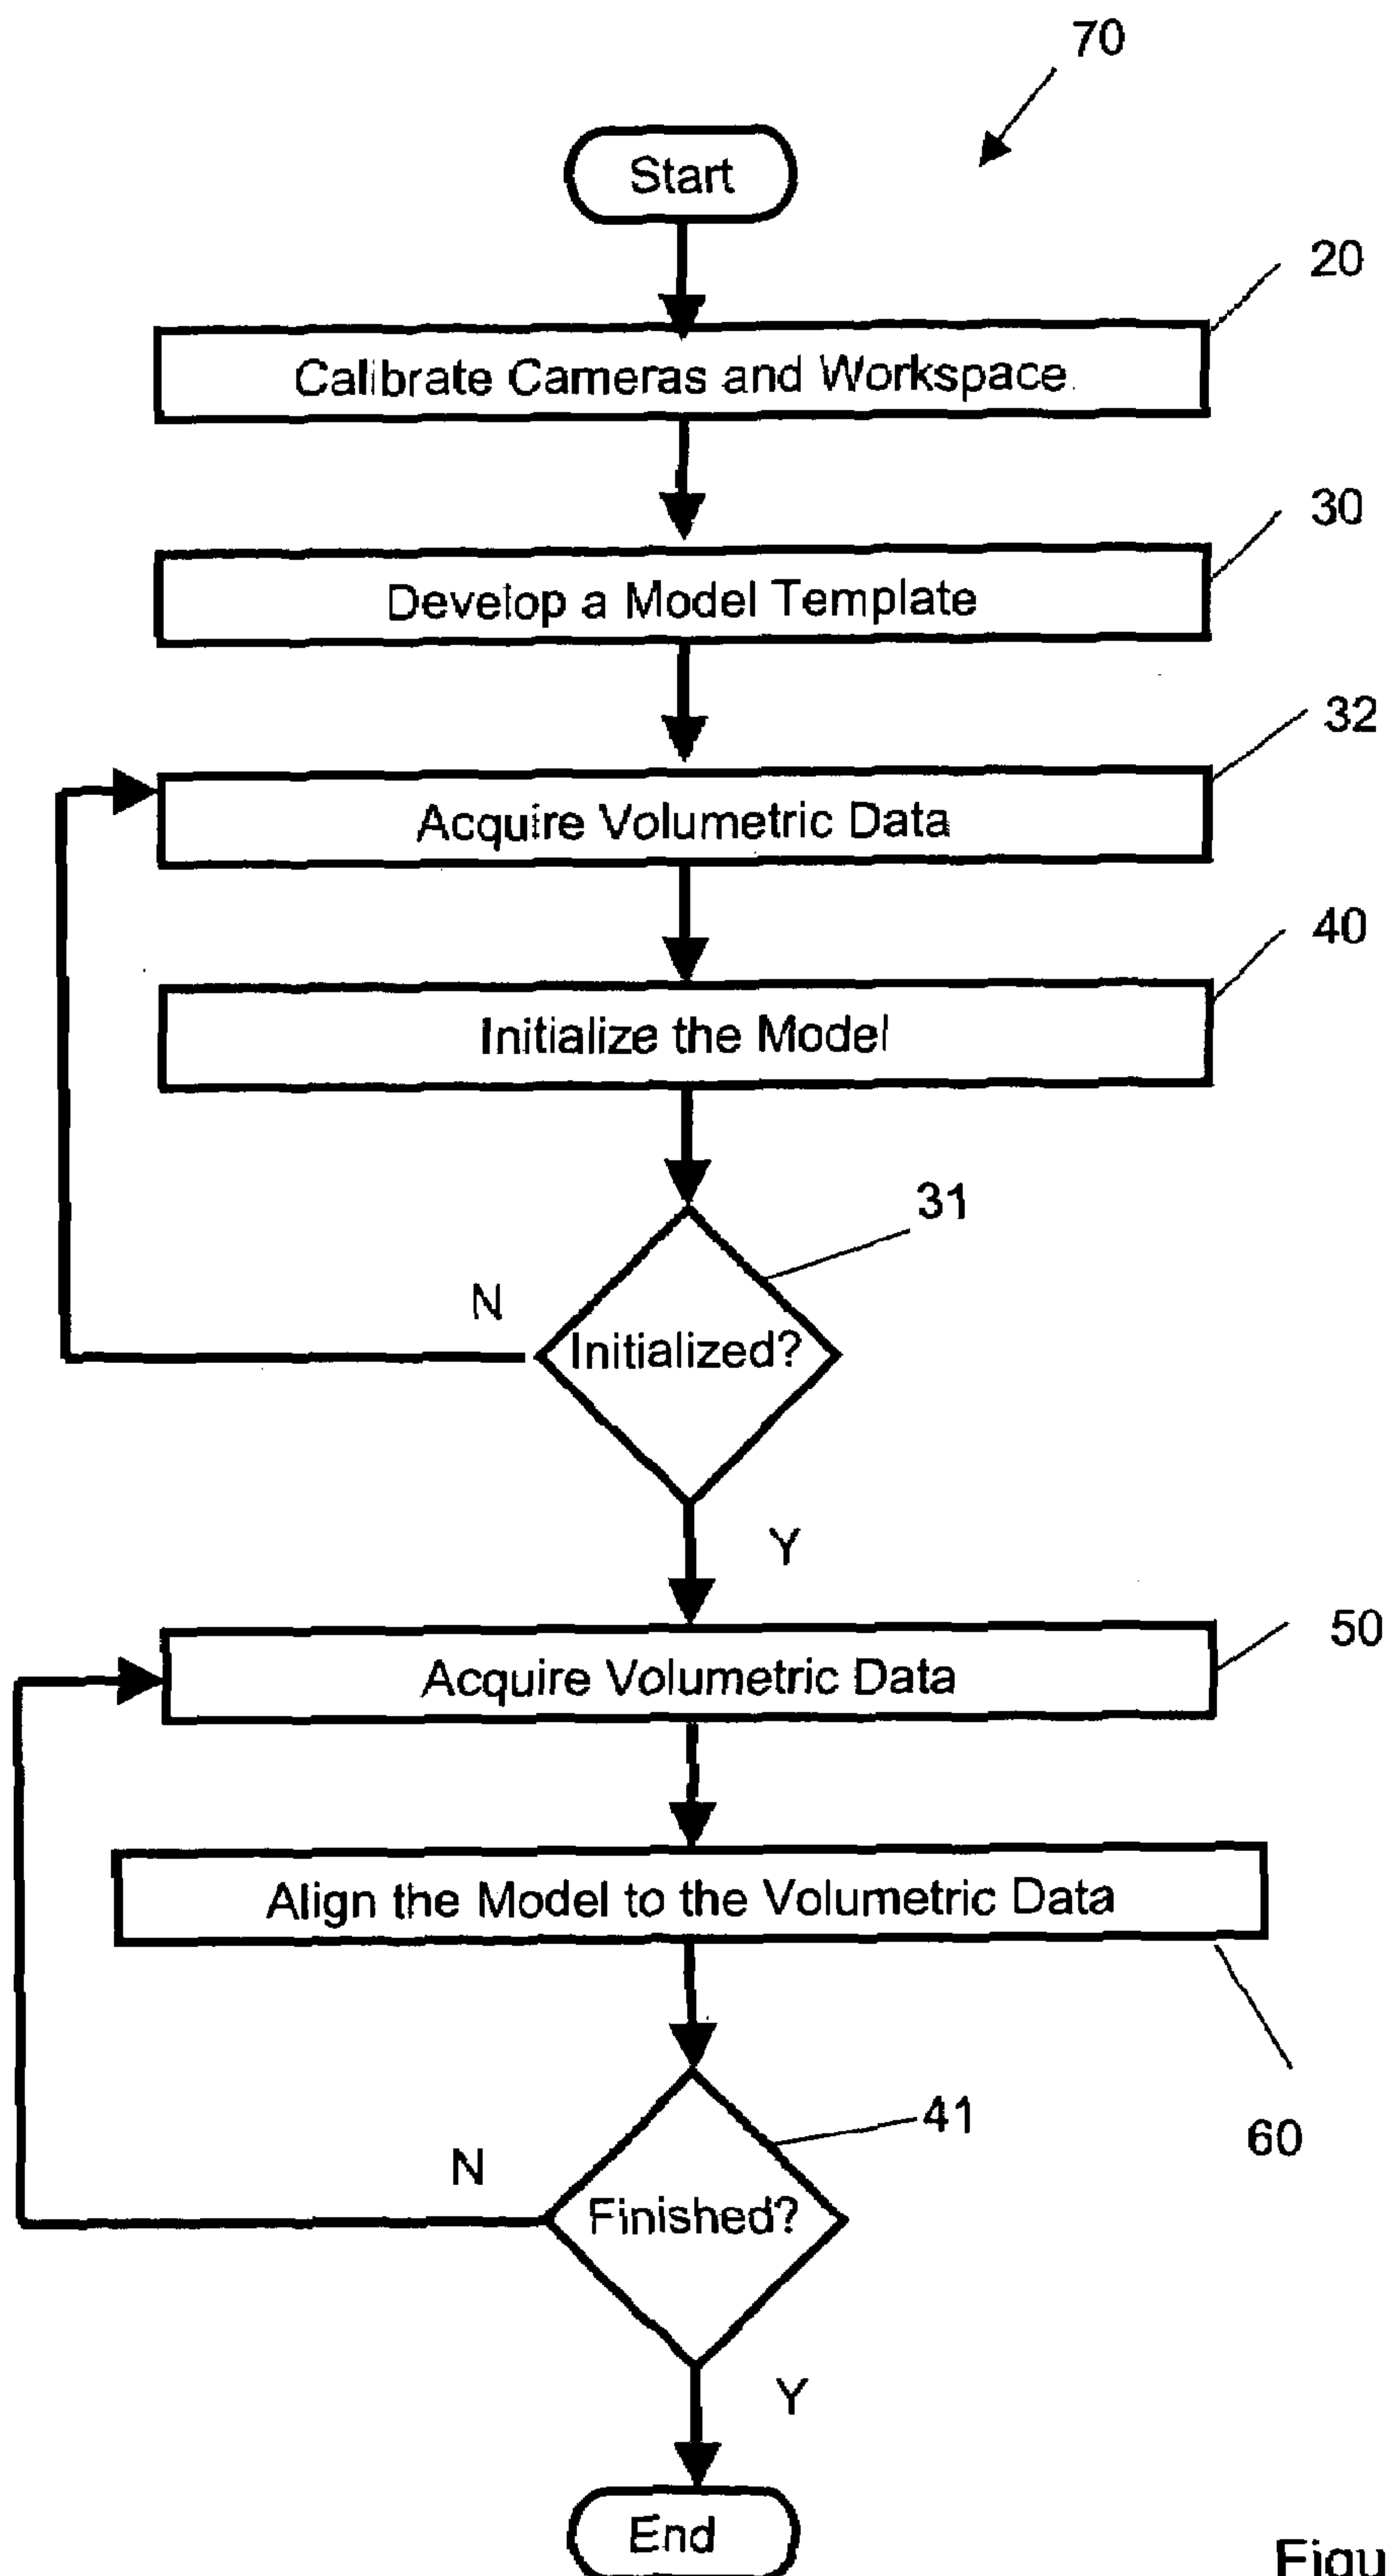 70
Start
20
Calibrate Cameras and Workspace
30
Develop a Model Template
32
Acquire Volumetric Data
40
Initialize the Model
31
N
Initialized?
Y
50
Acquire Volumetric Data
Align the Model to the Volumetric Data
41
60
N
Finished?
Y
End